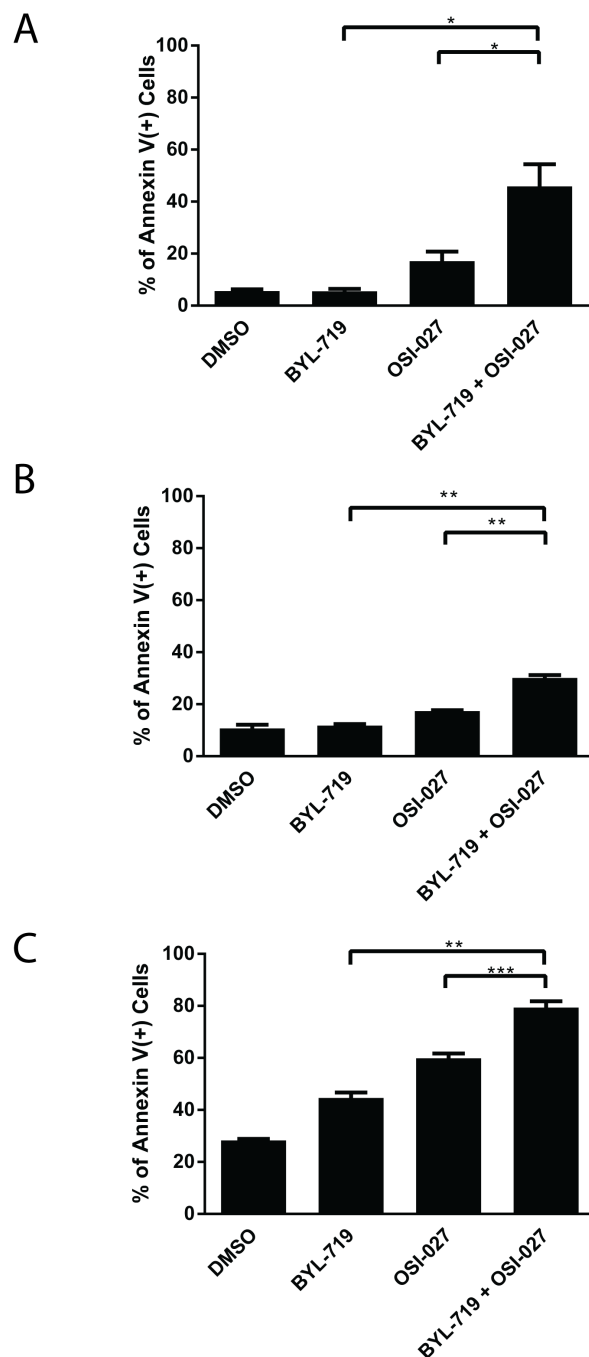 A
*
*
% of Annexin V(+) Cells
100
80
60
40
20
0
DMSO
BYL-719
OSI-027
BYL-719 + OSI-027
B
**
**
% of Annexin V(+) Cells
100
80
60
40
20
0
DMSO
BYL-719
OSI-027
BYL-719 + OSI-027
C
**
***
% of Annexin V(+) Cells
100
80
60
40
20
0
DMSO
BYL-719
OSI-027
BYL-719 + OSI-027